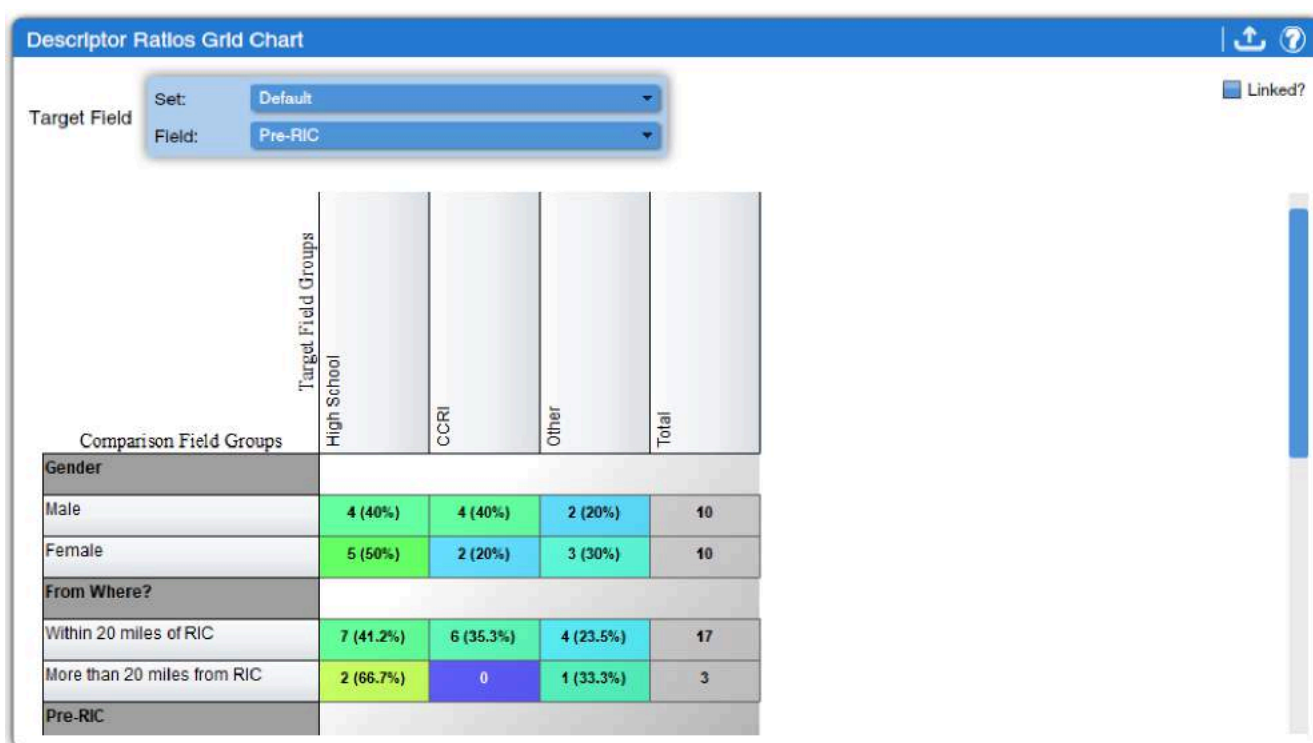 Descriptor Ratios Grid Chart
Linked?
Target Field
Set: Default
Field: Pre-RIC
Target Field Groups
Comparison Field Groups
High School
CCRI
Other
Total
Gender
Male 4 (40%) 4 (40%) 2 (20%) 10
Female 5 (50%) 2 (20%) 3 (30%) 10
From Where?
Within 20 miles of RIC 7 (41.2%) 6 (35.3%) 4 (23.5%) 17
More than 20 miles from RIC 2 (66.7%) 0 1 (33.3%) 3
Pre-RIC